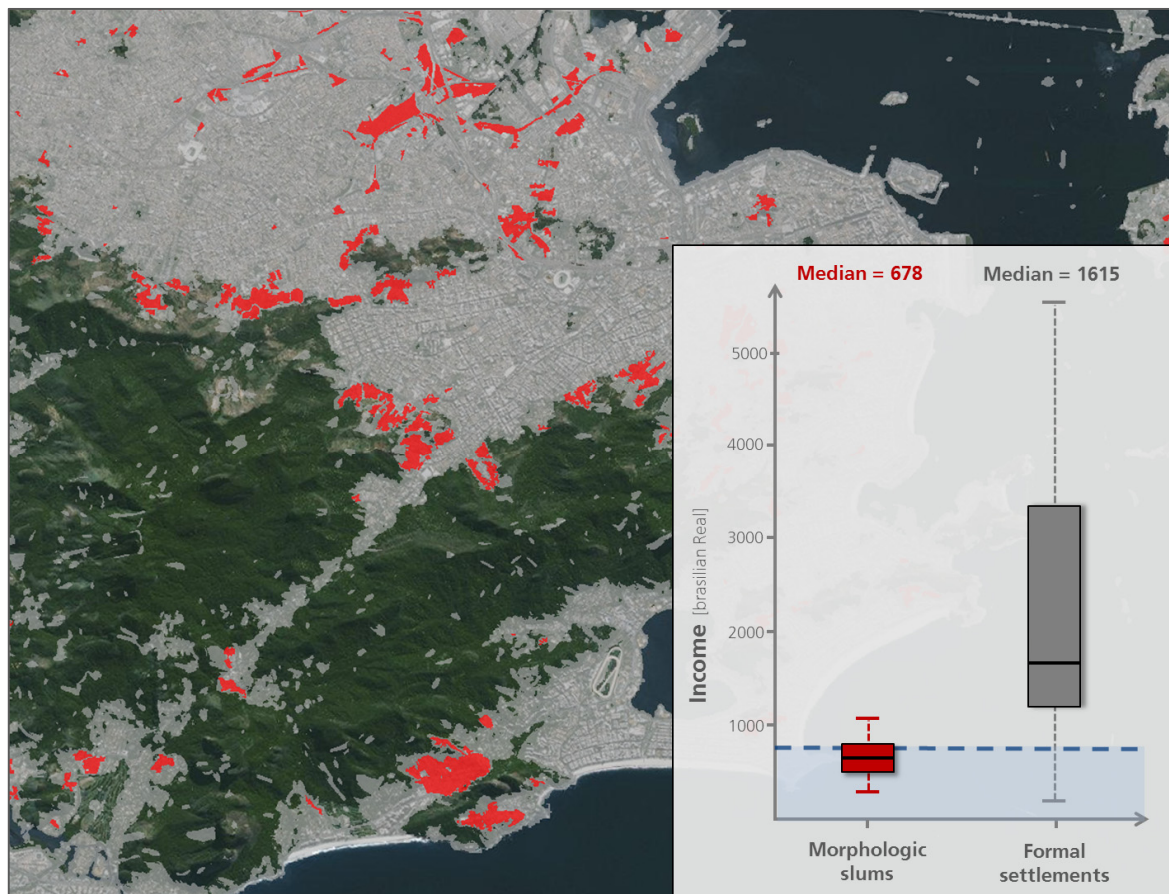 Median = 678
Median = 1615
5000
4000
3000
2000
1000
Income [brasilian Real]
Morphologic
slums
Formal
settlements